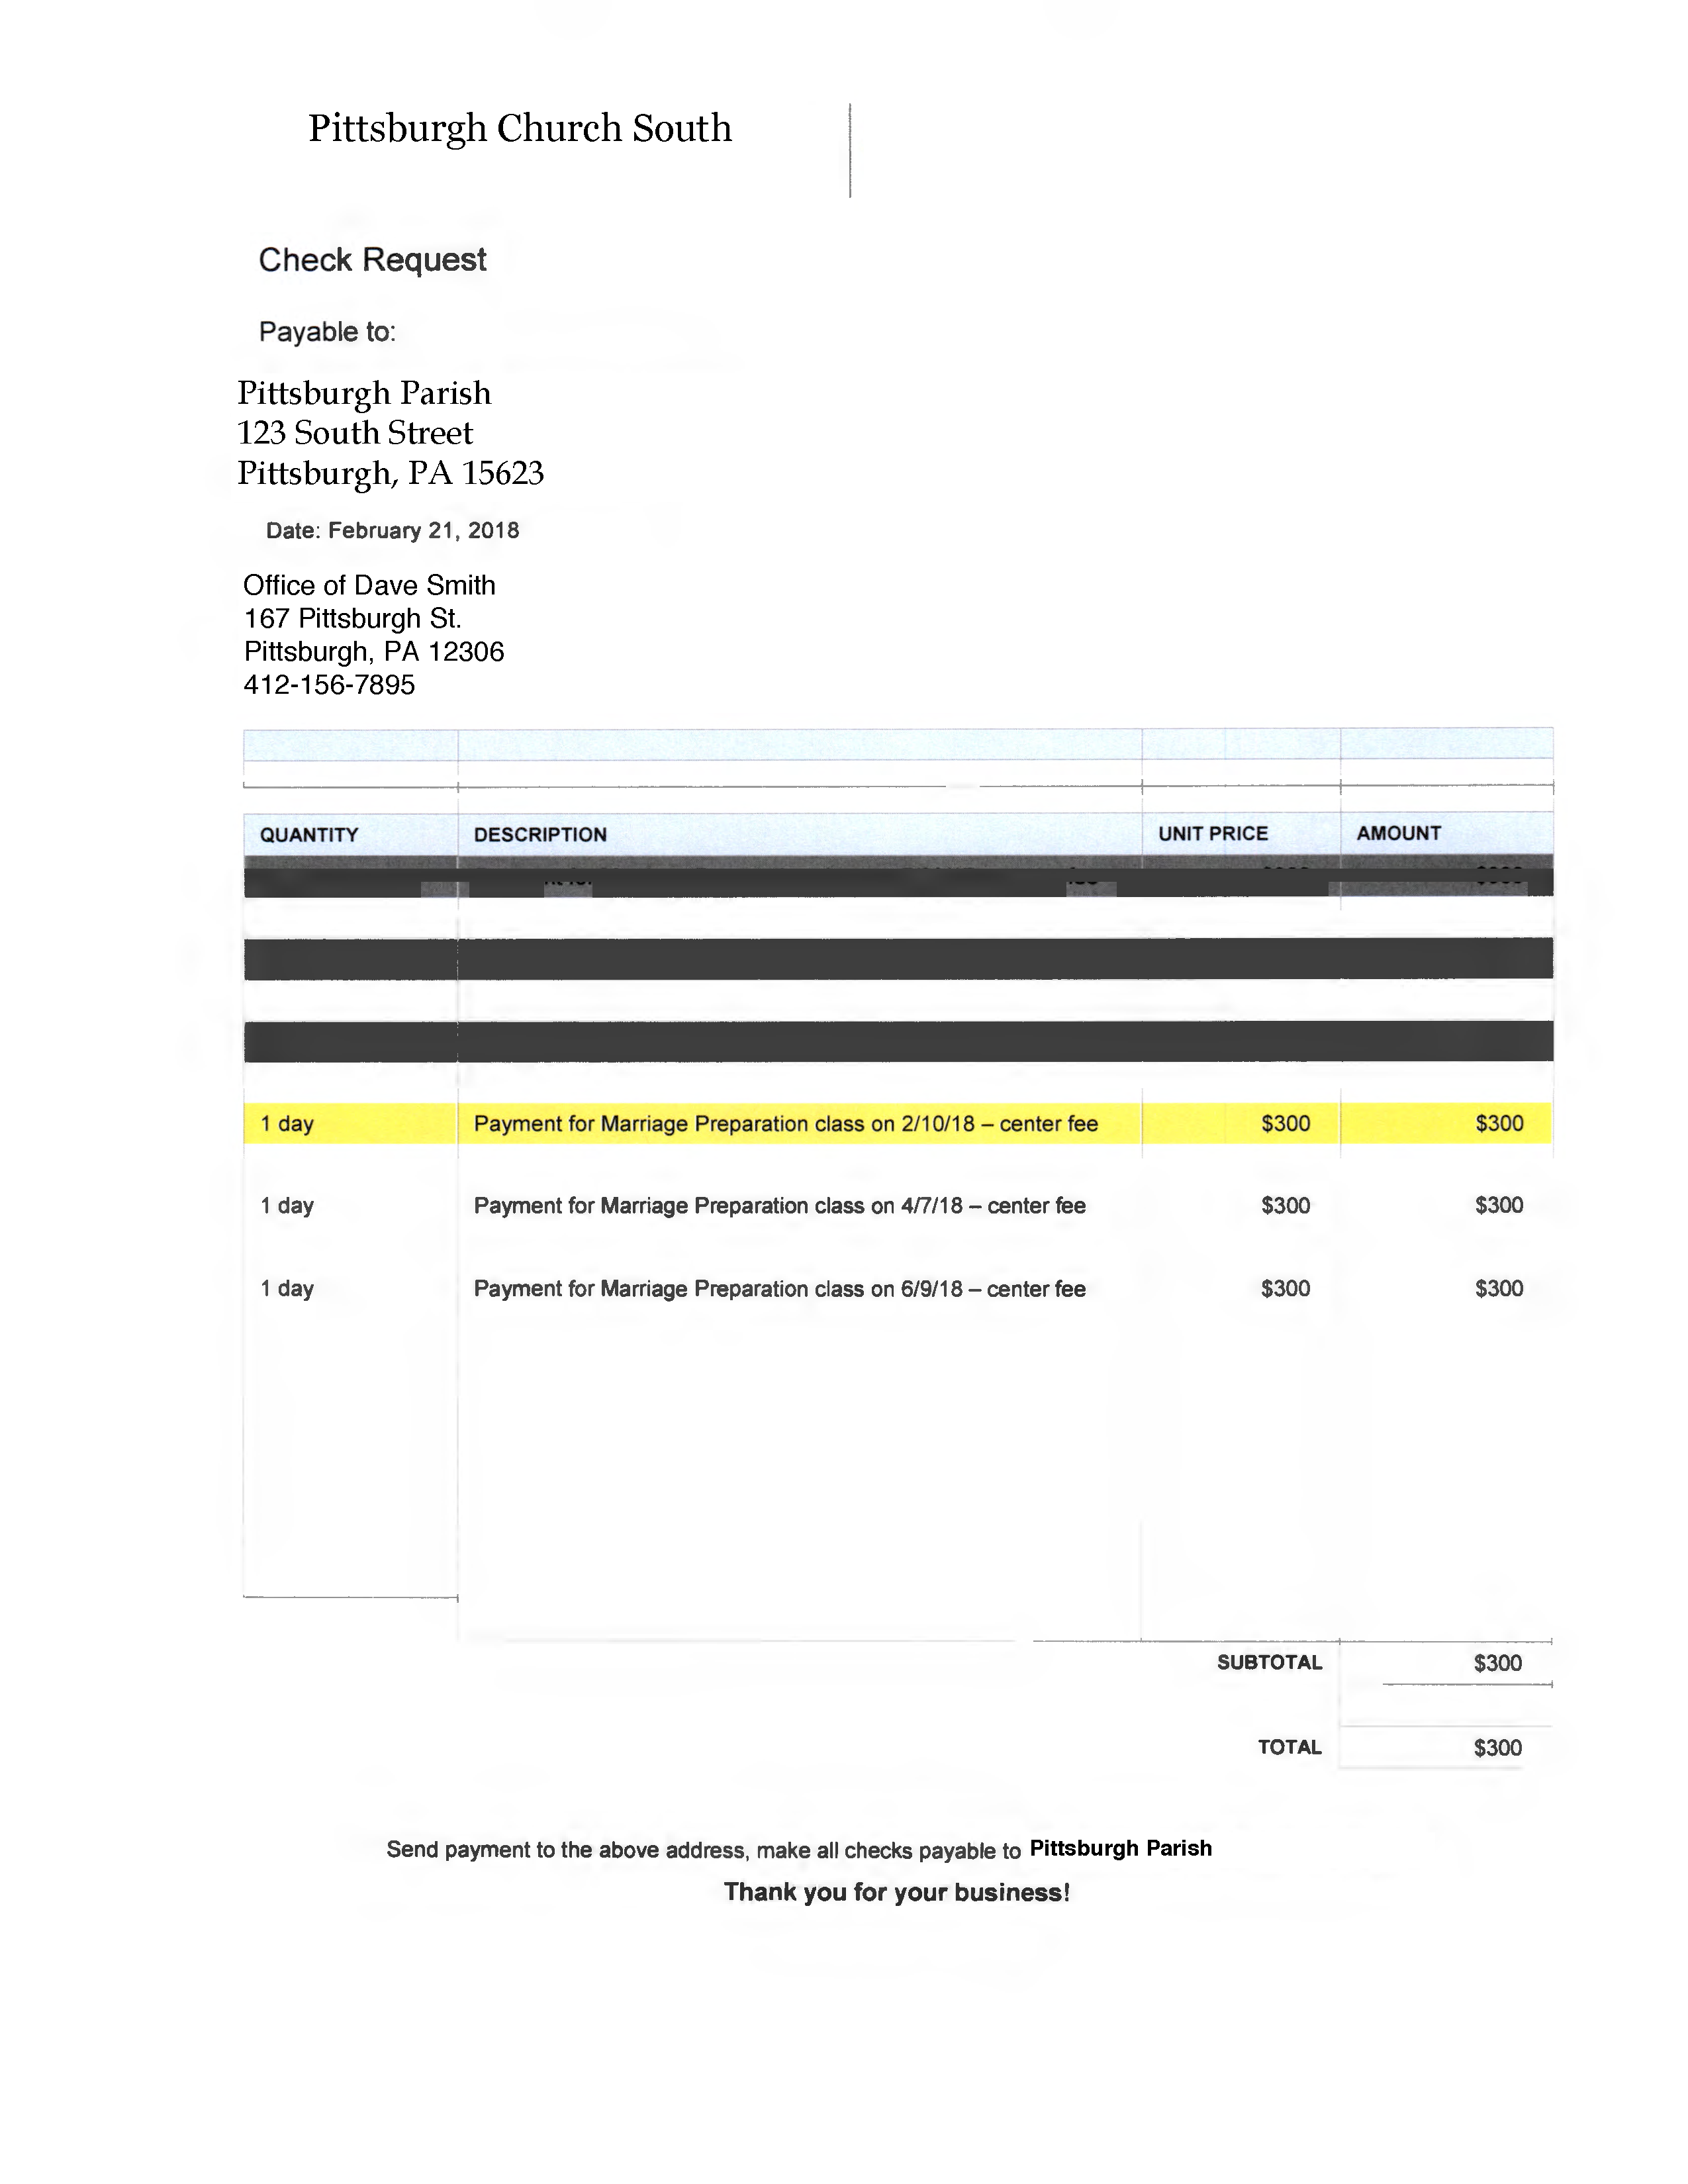 Pittsburgh Church South
Check Request
Payable to:
Pittsburgh Parish
123 South Street
Pittsburgh, PA 15623
Date: February 21, 2018
Office of Dave Smith
167 Pittsburgh St.
Pittsburgh, PA 12306
412-156-7895
QUANTITY DESCRIPTION UNIT PRICE AMOUNT
1 day Payment for Marriage Preparation class on 2/10/18 – center fee $300 $300
1 day Payment for Marriage Preparation class on 4/7/18 – center fee $300 $300
1 day Payment for Marriage Preparation class on 6/9/18 – center fee $300 $300
SUBTOTAL $300
TOTAL $300
Send payment to the above address, make all checks payable to Pittsburgh Parish
Thank you for your business!